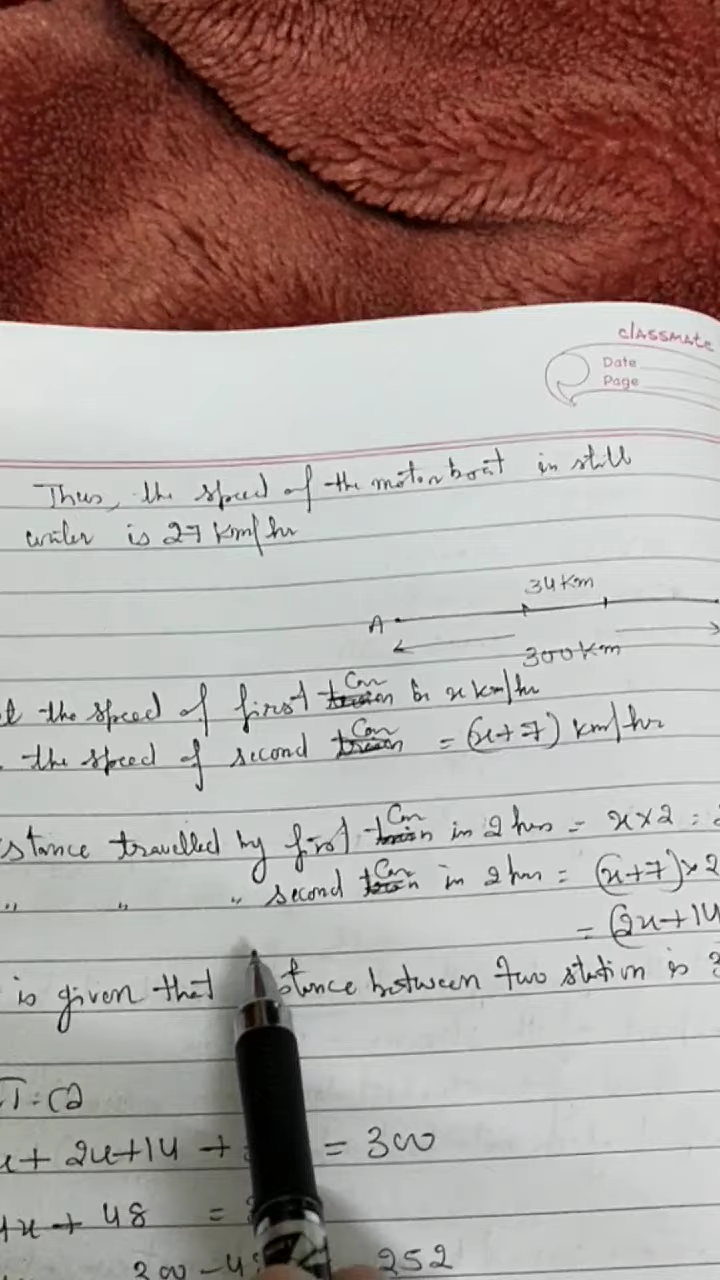 classmate
Date
Page
Thus, the speed of the motorboat in still
water is 27 km/hr
34 Km
A
300 Km
the speed of first Car be x km/hr
the speed of second Car = (x+7) km/hr
travelled by first Car in 2 hrs = x×2 =
" " " second Car in 2 hrs = (x+7)×2
= (2x+14
is given that between two station is
+ 2x+14 + = 300
4x + 48 =
300-4 252